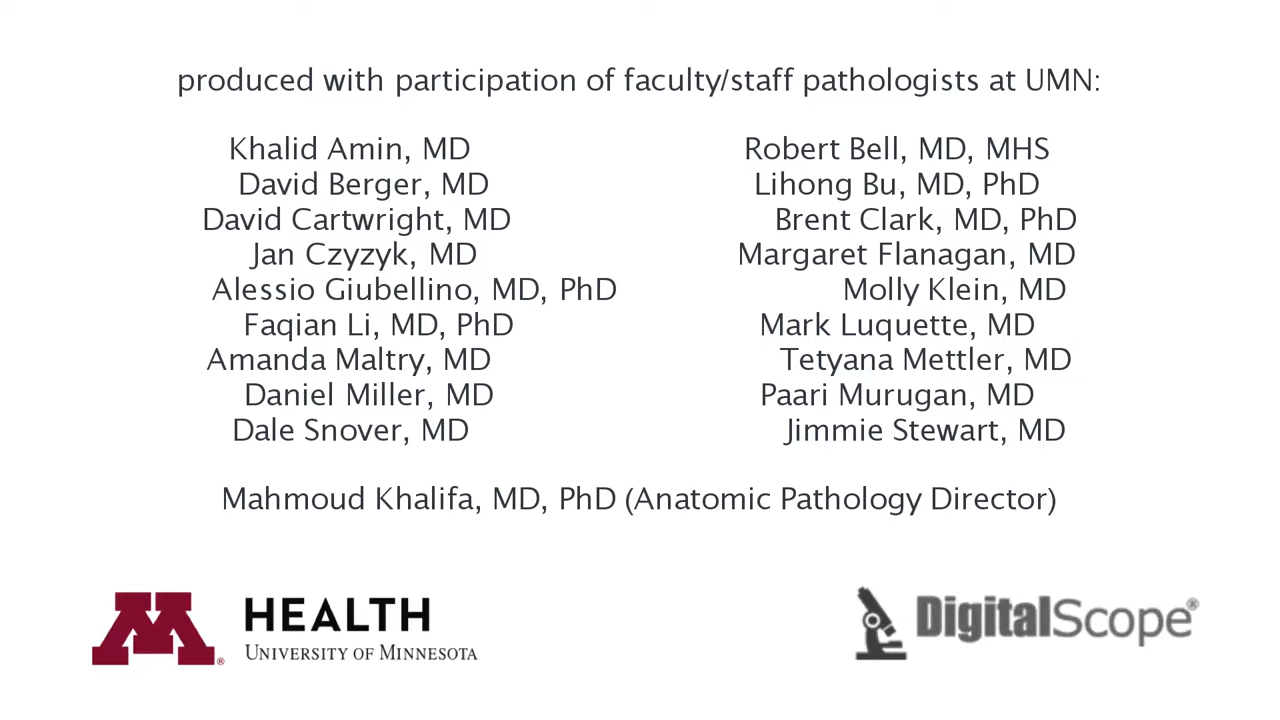 produced with participation of faculty/staff pathologists at UMN:
Khalid Amin, MD
David Berger, MD
David Cartwright, MD
Jan Czyzyk, MD
Alessio Giubellino, MD, PhD
Faqian Li, MD, PhD
Amanda Maltry, MD
Daniel Miller, MD
Dale Snover, MD
Robert Bell, MD, MHS
Lihong Bu, MD, PhD
Brent Clark, MD, PhD
Margaret Flanagan, MD
Molly Klein, MD
Mark Luquette, MD
Tetyana Mettler, MD
Paari Murugan, MD
Jimmie Stewart, MD
Mahmoud Khalifa, MD, PhD (Anatomic Pathology Director)
M®
HEALTH
UNIVERSITY OF MINNESOTA
DigitalScope®